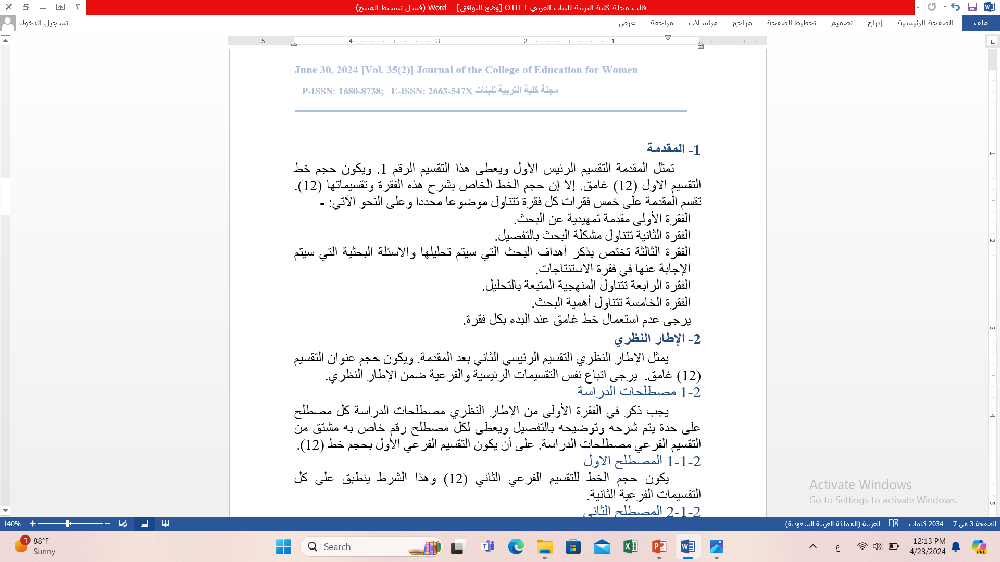 قالب مجلة كلية التربية للبنات العربي-1-OTH [وضع التوافق] - Word (فشل تنشيط المنتج)
ملف الصفحة الرئيسية إدراج تصميم تخطيط الصفحة مراجع مراسلات مراجعة عرض
تسجيل الدخول
5 4 3 2 1
June 30, 2024 [Vol. 35(2)] Journal of the College of Education for Women
P-ISSN: 1680-8738; E-ISSN: 2663-547X مجلة كلية التربية للبنات
1- المقدمة
تمثل المقدمة التقسيم الرئيس الأول ويعطى هذا التقسيم الرقم 1. ويكون حجم خط
التقسيم الاول (12) غامق. إلا إن حجم الخط الخاص بشرح هذه الفقرة وتقسيماتها (12).
تقسم المقدمة على خمس فقرات كل فقرة تتناول موضوعا محددا وعلى النحو الآتي: -
الفقرة الأولى مقدمة تمهيدية عن البحث.
الفقرة الثانية تتناول مشكلة البحث بالتفصيل.
الفقرة الثالثة تختص بذكر أهداف البحث التي سيتم تحليلها والاسئلة البحثية التي سيتم
الإجابة عنها في فقرة الاستنتاجات.
الفقرة الرابعة تتناول المنهجية المتبعة بالتحليل.
الفقرة الخامسة تتناول أهمية البحث.
يرجى عدم استعمال خط غامق عند البدء بكل فقرة.
2- الإطار النظري
يمثل الإطار النظري التقسيم الرئيسي الثاني بعد المقدمة. ويكون حجم عنوان التقسيم
(12) غامق. يرجى اتباع نفس التقسيمات الرئيسية والفرعية ضمن الإطار النظري.
1-2 مصطلحات الدراسة
يجب ذكر في الفقرة الأولى من الإطار النظري مصطلحات الدراسة كل مصطلح
على حدة يتم شرحه وتوضيحه بالتفصيل ويعطى لكل مصطلح رقم خاص به مشتق من
التقسيم الفرعي مصطلحات الدراسة. على أن يكون التقسيم الفرعي الأول بحجم خط (12).
1-1-2 المصطلح الاول
يكون حجم الخط للتقسيم الفرعي الثاني (12) وهذا الشرط ينطبق على كل
التقسيمات الفرعية الثانية.
2-1-2 المصطلح الثاني
1
2
3
4
5
Activate Windows
Go to Settings to activate Windows.
الصفحة 3 من 7 2034 كلمات العربية (المملكة العربية السعودية)
140%
1
88°F
Sunny
Search
ع
12:13 PM
4/23/2024
PRE